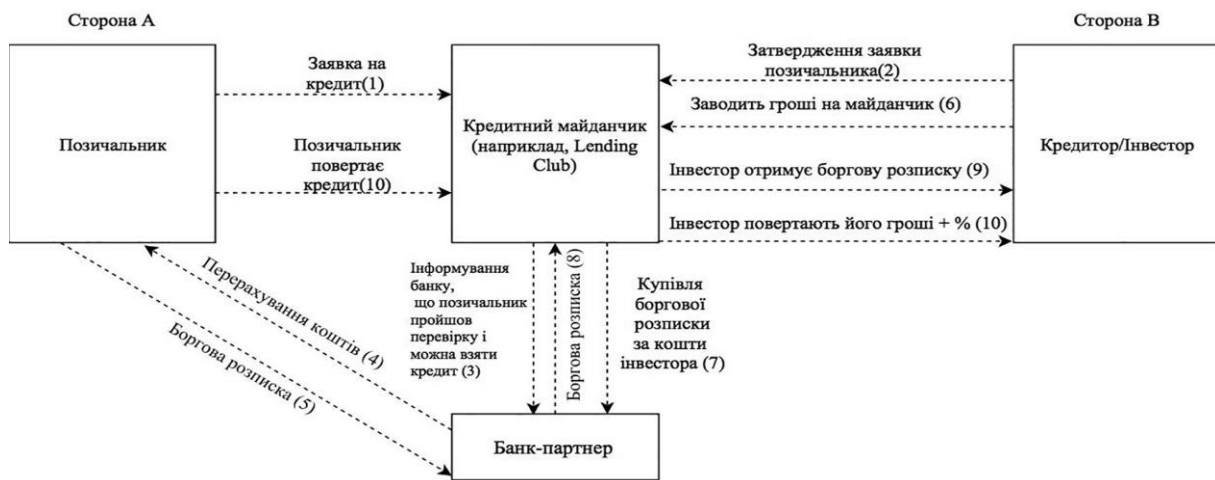 Сторона А
Сторона В
Позичальник
Заявка на
кредит(1)
Позичальник
повертає
кредит(10)
Кредитний майданчик
(наприклад, Lending
Club)
Затвердження заявки
позичальника(2)
Заводить гроші на майданчик (6)
Інвестор отримує боргову розписку (9)
Інвестор повертають його гроші + % (10)
Кредитор/Інвестор
Перерахування коштів (4)
Боргова розписка (5)
Інформування
банку,
що позичальник
пройшов
перевірку і
можна взяти
кредит (3)
Боргова розписка (8)
Купівля
боргової
розписки
за кошти
інвестора (7)
Банк-партнер